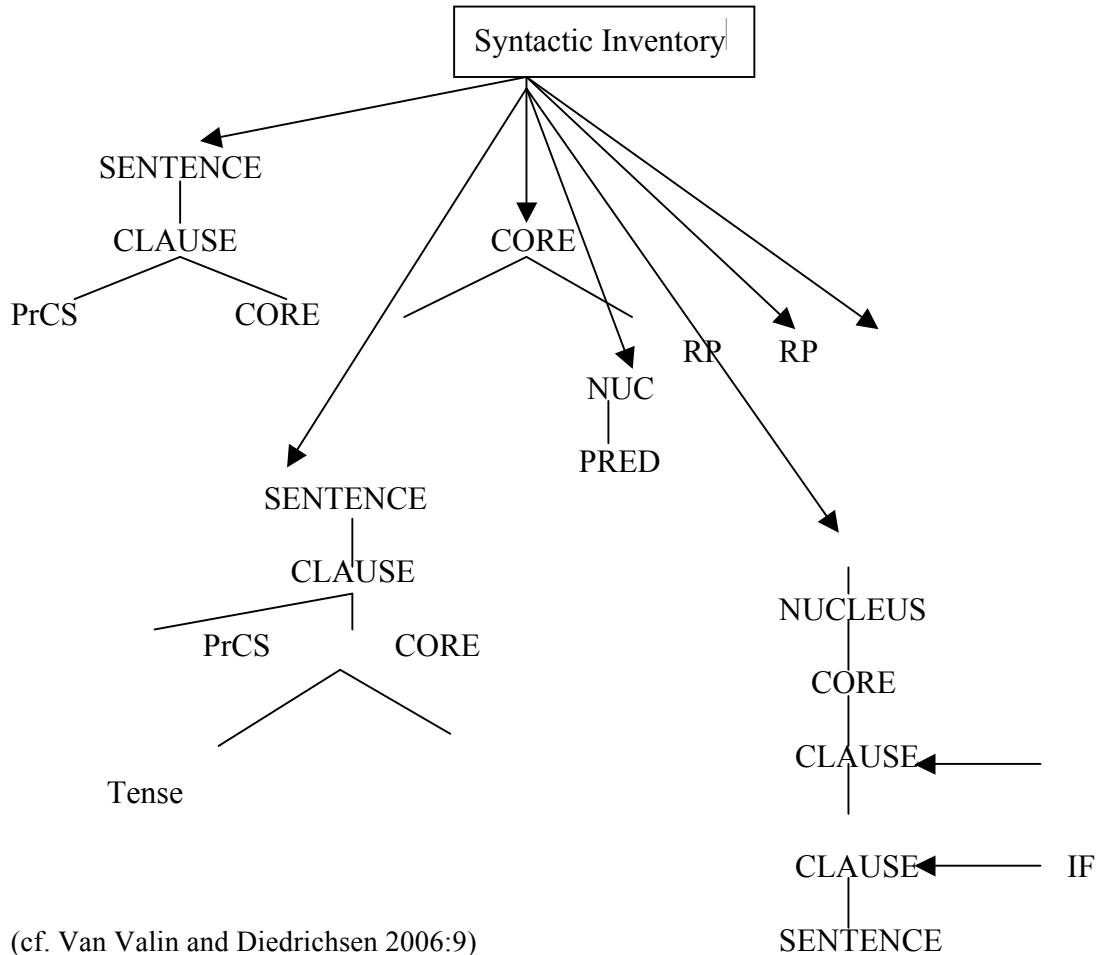 Syntactic Inventory
SENTENCE
CLAUSE CORE
PrCS CORE
RP RP
NUC
PRED
SENTENCE
CLAUSE
NUCLEUS
PrCS CORE
CORE
CLAUSE
Tense
CLAUSE IF
(cf. Van Valin and Diedrichsen 2006:9) SENTENCE